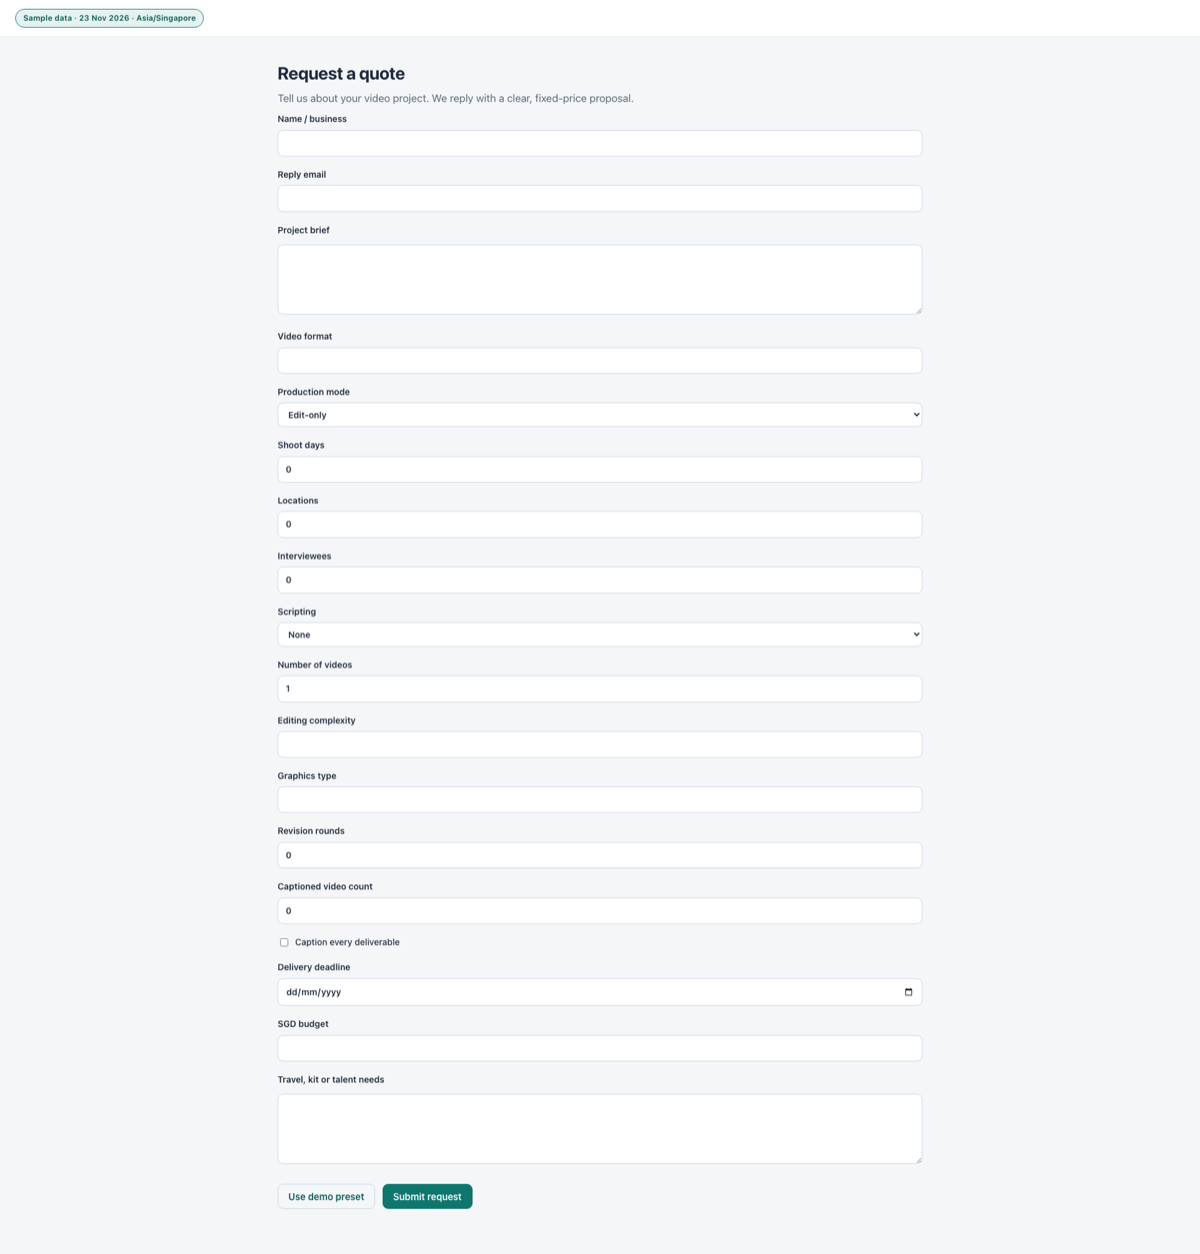 Sample data · 23 Nov 2026 · Asia/Singapore
Request a quote
Tell us about your video project. We reply with a clear, fixed-price proposal.
Name / business
Reply email
Project brief
Video format
Production mode
Edit-only
Shoot days
0
Locations
0
Interviewees
0
Scripting
None
Number of videos
1
Editing complexity
Graphics type
Revision rounds
0
Captioned video count
0
Caption every deliverable
Delivery deadline
dd/mm/yyyy
SGD budget
Travel, kit or talent needs
Use demo preset Submit request